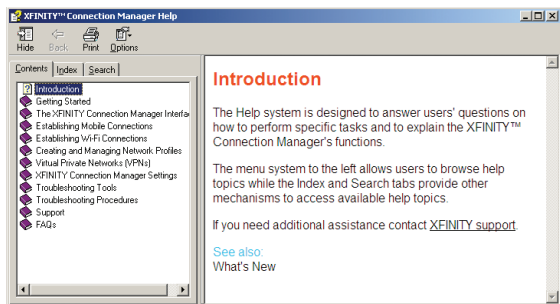 XFINITY™ Connection Manager Help
Hide Back Print Options
Contents Index Search
Introduction
Getting Started
The XFINITY Connection Manager Interfa
Establishing Mobile Connections
Establishing Wi-Fi Connections
Creating and Managing Network Profiles
Virtual Private Networks (VPNs)
XFINITY Connection Manager Settings
Troubleshooting Tools
Troubleshooting Procedures
Support
FAQs
Introduction
The Help system is designed to answer users' questions on
how to perform specific tasks and to explain the XFINITY™
Connection Manager's functions.
The menu system to the left allows users to browse help
topics while the Index and Search tabs provide other
mechanisms to access available help topics.
If you need additional assistance contact XFINITY support.
See also:
What's New